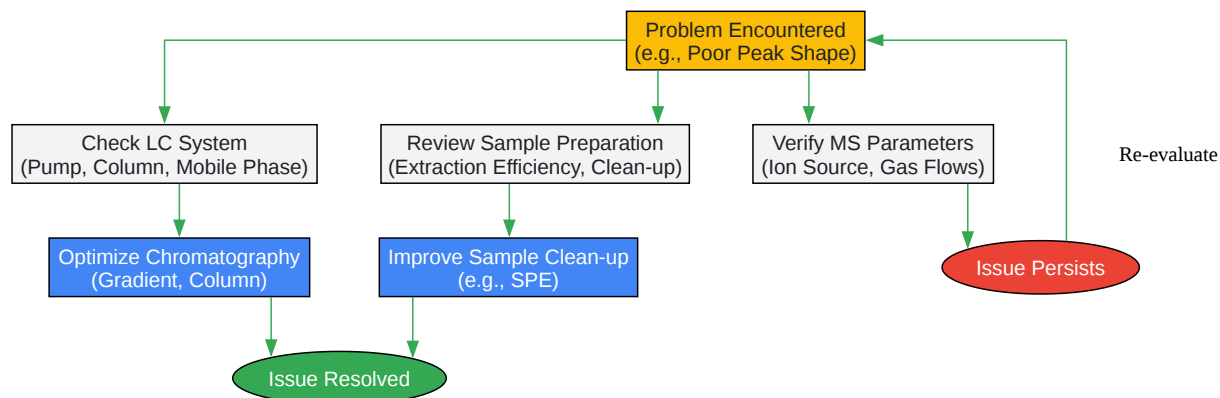 Problem Encountered
(e.g., Poor Peak Shape)
Check LC System
(Pump, Column, Mobile Phase)
Review Sample Preparation
(Extraction Efficiency, Clean-up)
Verify MS Parameters
(Ion Source, Gas Flows)
Re-evaluate
Optimize Chromatography
(Gradient, Column)
Improve Sample Clean-up
(e.g., SPE)
Issue Persists
Issue Resolved